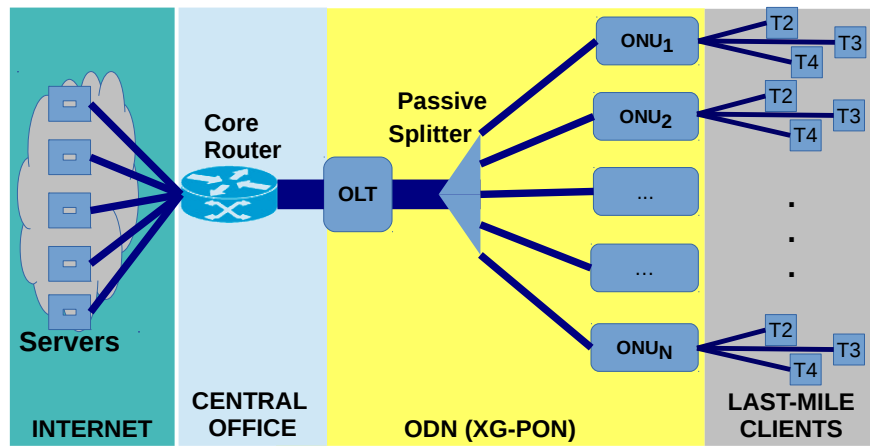 Servers
INTERNET
Core
Router
CENTRAL
OFFICE
OLT
Passive
Splitter
ODN (XG-PON)
ONU1
ONU2
...
...
ONUN
T2
T3
T4
T2
T3
T4
.
.
.
T2
T3
T4
LAST-MILE
CLIENTS